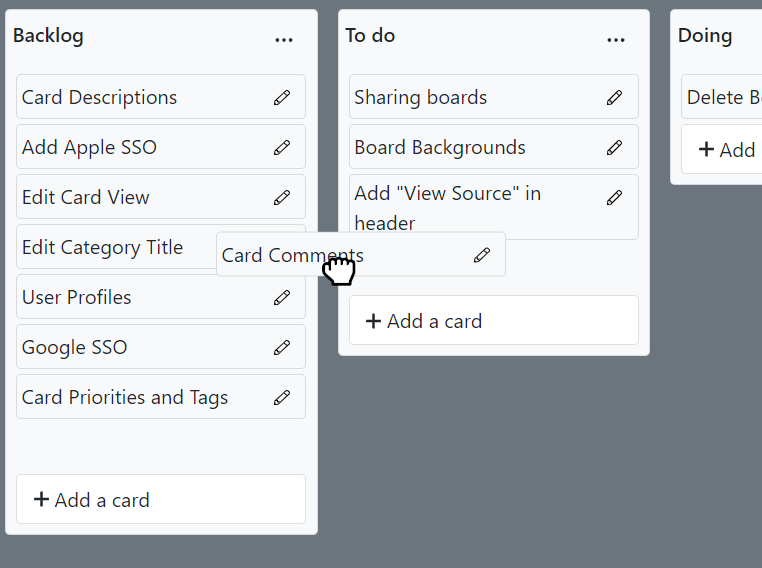 Backlog
...
Card Descriptions
Add Apple SSO
Edit Card View
Edit Category Title
User Profiles
Google SSO
Card Priorities and Tags
+ Add a card
To do
...
Sharing boards
Board Backgrounds
Add "View Source" in
header
Card Comments
+ Add a card
Doing
Delete
+ Add